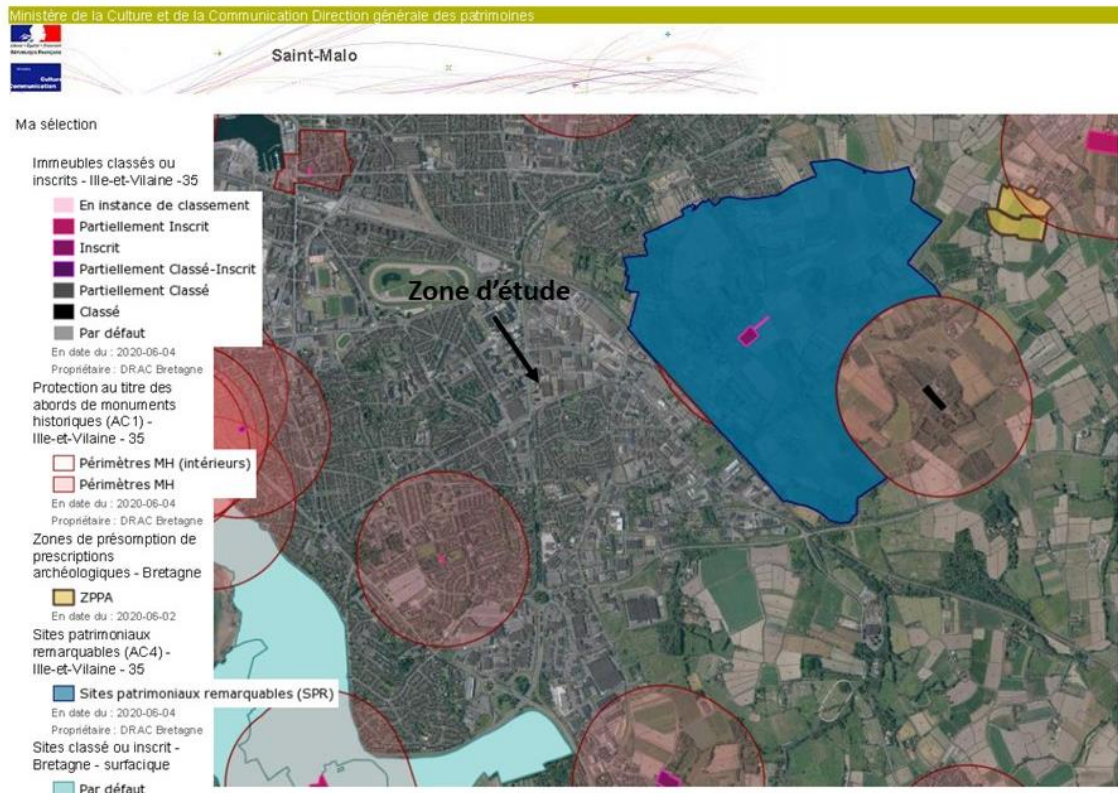 Ministère de la Culture et de la Communication Direction générale des patrimoines
RÉPUBLIQUE FRANÇAISE
Culture
Communication
Saint-Malo
Ma sélection
Immeubles classés ou
inscrits - Ille-et-Vilaine -35
En instance de classement
Partiellement Inscrit
Inscrit
Partiellement Classé-Inscrit
Partiellement Classé
Classé
Par défaut
En date du : 2020-06-04
Propriétaire : DRAC Bretagne
Protection au titre des
abords de monuments
historiques (AC1) -
Ille-et-Vilaine - 35
Périmètres MH (intérieurs)
Périmètres MH
En date du : 2020-06-04
Propriétaire : DRAC Bretagne
Zones de présomption de
prescriptions
archéologiques - Bretagne
ZPPA
En date du : 2020-06-02
Sites patrimoniaux
remarquables (AC4) -
Ille-et-Vilaine - 35
Sites patrimoniaux remarquables (SPR)
En date du : 2020-06-04
Propriétaire : DRAC Bretagne
Sites classé ou inscrit -
Bretagne - surfacique
Par défaut
Zone d'étude